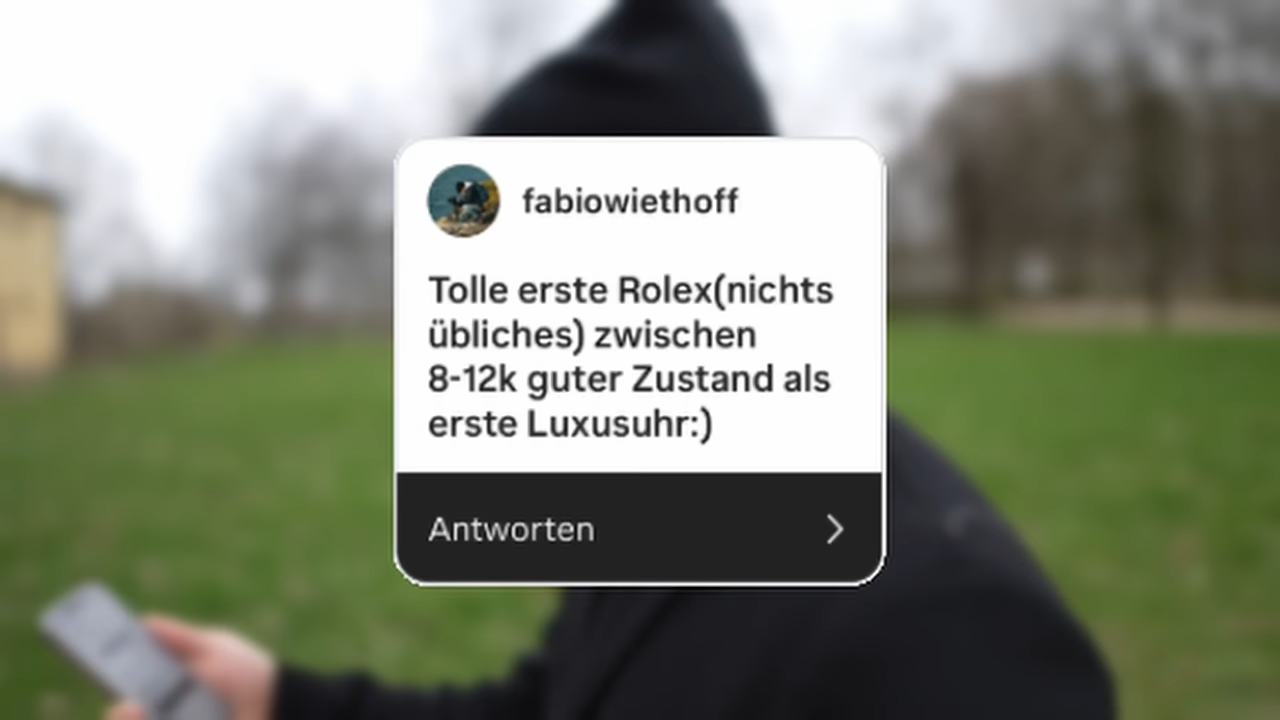 fabiowiethoff
Tolle erste Rolex(nichts
übliches) zwischen
8-12k guter Zustand als
erste Luxusuhr:)
Antworten